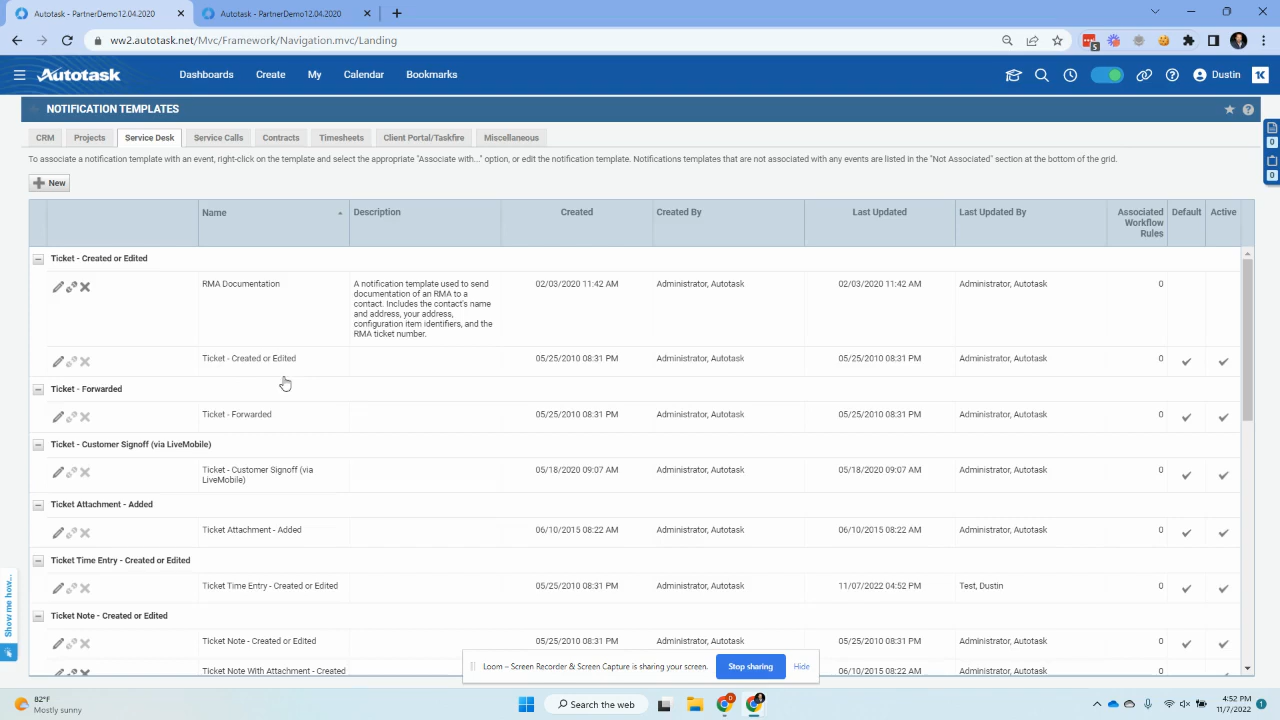 Autotask - PartnerDemo12.04.2020
Autotask - PartnerDemo12.04.2020
ww2.autotask.net/Mvc/Framework/Navigation.mvc/Landing
5
Autotask
Dashboards
Create
My
Calendar
Bookmarks
Dustin
NOTIFICATION TEMPLATES
0
0
CRM
Projects
Service Desk
Service Calls
Contracts
Timesheets
Client Portal/Taskfire
Miscellaneous
To associate a notification template with an event, right-click on the template and select the appropriate "Associate with..." option, or edit the notification template. Notifications templates that are not associated with any events are listed in the "Not Associated" section at the bottom of the grid.
New
Name
Description
Created
Created By
Last Updated
Last Updated By
Associated
Workflow
Rules
Default
Active
Ticket - Created or Edited
RMA Documentation
A notification template used to send
documentation of an RMA to a
contact. Includes the contact's name
and address, your address,
configuration item identifiers, and the
RMA ticket number.
02/03/2020 11:42 AM
Administrator, Autotask
02/03/2020 11:42 AM
Administrator, Autotask
0
Ticket - Created or Edited
05/25/2010 08:31 PM
Administrator, Autotask
05/25/2010 08:31 PM
Administrator, Autotask
0
Ticket - Forwarded
Ticket - Forwarded
05/25/2010 08:31 PM
Administrator, Autotask
05/25/2010 08:31 PM
Administrator, Autotask
0
Ticket - Customer Signoff (via LiveMobile)
Ticket - Customer Signoff (via
LiveMobile)
05/18/2020 09:07 AM
Administrator, Autotask
05/18/2020 09:07 AM
Administrator, Autotask
0
Ticket Attachment - Added
Ticket Attachment - Added
06/10/2015 08:22 AM
Administrator, Autotask
06/10/2015 08:22 AM
Administrator, Autotask
0
Ticket Time Entry - Created or Edited
Ticket Time Entry - Created or Edited
05/25/2010 08:31 PM
Administrator, Autotask
11/07/2022 04:52 PM
Test, Dustin
0
Ticket Note - Created or Edited
Ticket Note - Created or Edited
05/25/2010 08:31 PM
Administrator, Autotask
05/25/2010 08:31 PM
Administrator, Autotask
0
Ticket Note With Attachment - Created
06/10/2015 08:22 AM
Administrator, Autotask
0
Show me how...
Loom – Screen Recorder & Screen Capture is sharing your screen.
Stop sharing
Hide
82°F
Mostly sunny
Search the web
4:52 PM
11/7/2022
1